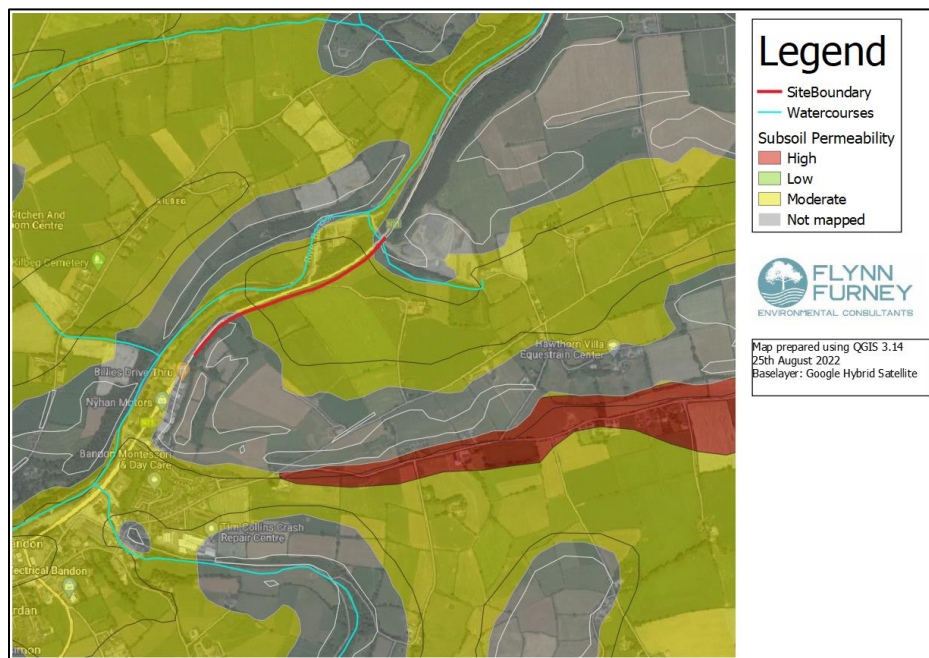 Legend
SiteBoundary
Watercourses
Subsoil Permeability
High
Low
Moderate
Not mapped
FLYNN
FURNEY
ENVIRONMENTAL CONSULTANTS
Map prepared using QGIS 3.14
25th August 2022
Baselayer: Google Hybrid Satellite
KILBEG
Kilbeg Cemetery
Hawthorn Villa
Equestrain Center
Billies Drive Thru
Nyhan Motors
Bandon Montessori
& Day Care
Tim Collins Crash
Repair Centre